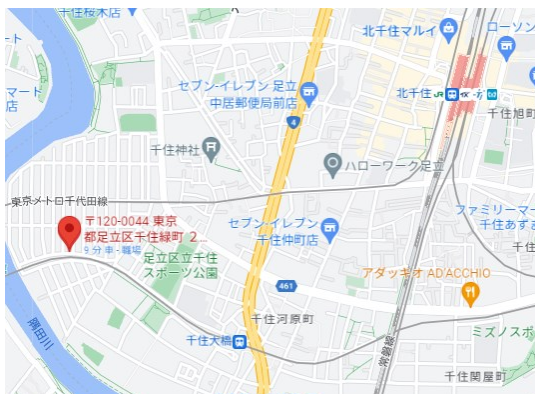 千住桜木店
北千住マルイ
ローソン
セブン-イレブン 足立
中居郵便局前店
4
北千住
千住旭町
マート
店
千住神社
ハローワーク足立
東京メトロ千代田線
〒120-0044 東京
都足立区千住緑町 2...
9 分 車 - 職場
セブン-イレブン
千住仲町店
ファミリーマー
千住あず
足立区立千住
スポーツ公園
アダッキオ AD'ACCHIO
461
千住河原町
隅田川
千住大橋
常磐線
ミズノスポ
千住関屋町